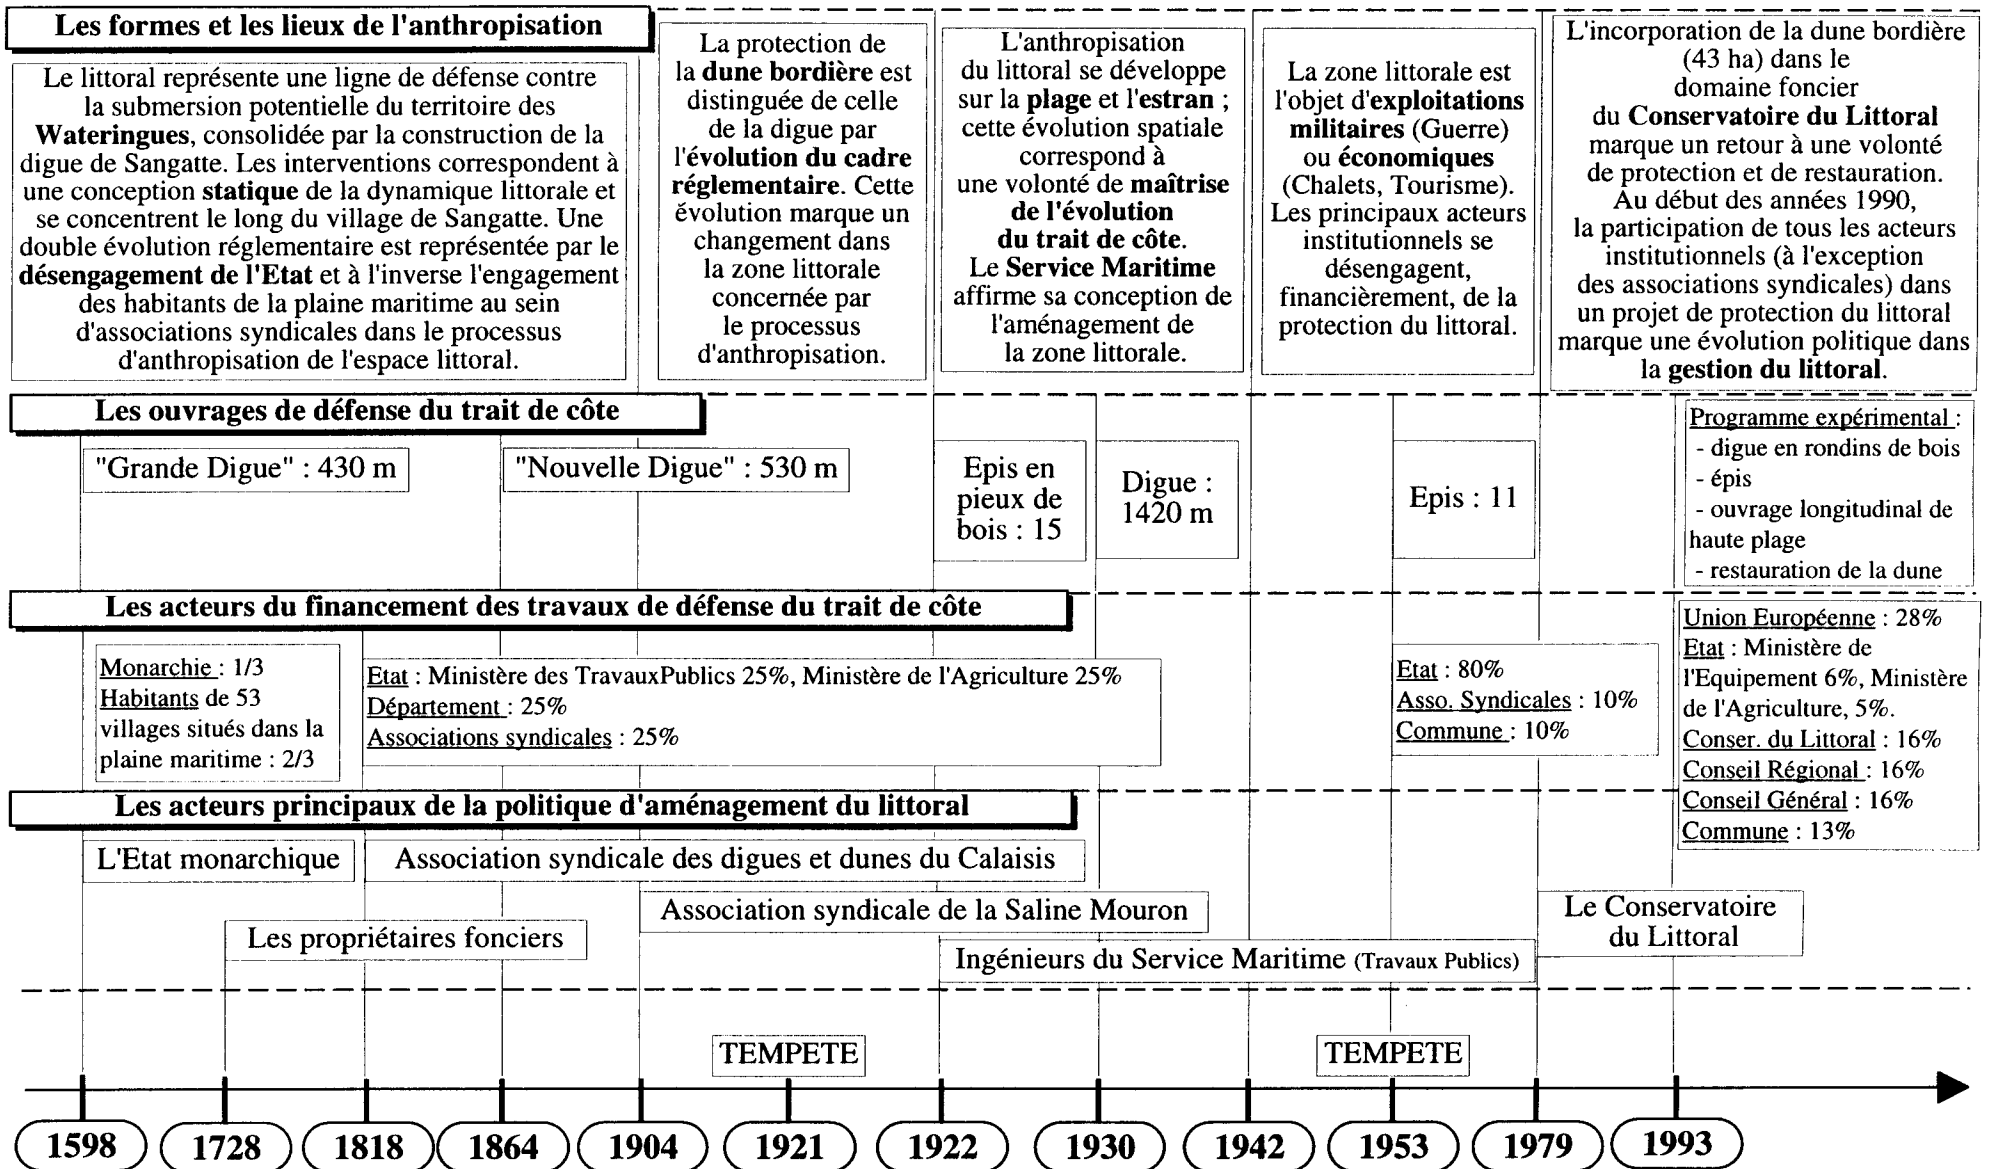 Les formes et les lieux de l'anthropisation
Le littoral représente une ligne de défense contre
la submersion potentielle du territoire des
Wateringues, consolidée par la construction de la
digue de Sangatte. Les interventions correspondent à
une conception statique de la dynamique littorale et
se concentrent le long du village de Sangatte. Une
double évolution réglementaire est représentée par le
désengagement de l'Etat et à l'inverse l'engagement
des habitants de la plaine maritime au sein
d'associations syndicales dans le processus
d'anthropisation de l'espace littoral.
La protection de
la dune bordière est
distinguée de celle
de la digue par
l'évolution du cadre
réglementaire. Cette
évolution marque un
changement dans
la zone littorale
concernée par
le processus
d'anthropisation.
L'anthropisation
du littoral se développe
sur la plage et l'estran ;
cette évolution spatiale
correspond à
une volonté de maîtrise
de l'évolution
du trait de côte.
Le Service Maritime
affirme sa conception de
l'aménagement de
la zone littorale.
La zone littorale est
l'objet d'exploitations
militaires (Guerre)
ou économiques
(Chalets, Tourisme).
Les principaux acteurs
institutionnels se
désengagent,
financièrement, de la
protection du littoral.
L'incorporation de la dune bordière
(43 ha) dans le
domaine foncier
du Conservatoire du Littoral
marque un retour à une volonté
de protection et de restauration.
Au début des années 1990,
la participation de tous les acteurs
institutionnels (à l'exception
des associations syndicales) dans
un projet de protection du littoral
marque une évolution politique dans
la gestion du littoral.
Les ouvrages de défense du trait de côte
"Grande Digue" : 430 m
"Nouvelle Digue" : 530 m
Epis en
pieux de
bois : 15
Digue :
1420 m
Epis : 11
Programme expérimental :
- digue en rondins de bois
- épis
- ouvrage longitudinal de
haute plage
- restauration de la dune
Les acteurs du financement des travaux de défense du trait de côte
Monarchie : 1/3
Habitants de 53
villages situés dans la
plaine maritime : 2/3
Etat : Ministère des TravauxPublics 25%, Ministère de l'Agriculture 25%
Département : 25%
Associations syndicales : 25%
Etat : 80%
Asso. Syndicales : 10%
Commune : 10%
Union Européenne : 28%
Etat : Ministère de
l'Equipement 6%, Ministère
de l'Agriculture, 5%.
Conser. du Littoral : 16%
Conseil Régional : 16%
Conseil Général : 16%
Commune : 13%
Les acteurs principaux de la politique d'aménagement du littoral
L'Etat monarchique
Association syndicale des digues et dunes du Calaisis
Association syndicale de la Saline Mouron
Les propriétaires fonciers
Ingénieurs du Service Maritime (Travaux Publics)
Le Conservatoire
du Littoral
TEMPETE
TEMPETE
1598
1728
1818
1864
1904
1921
1922
1930
1942
1953
1979
1993